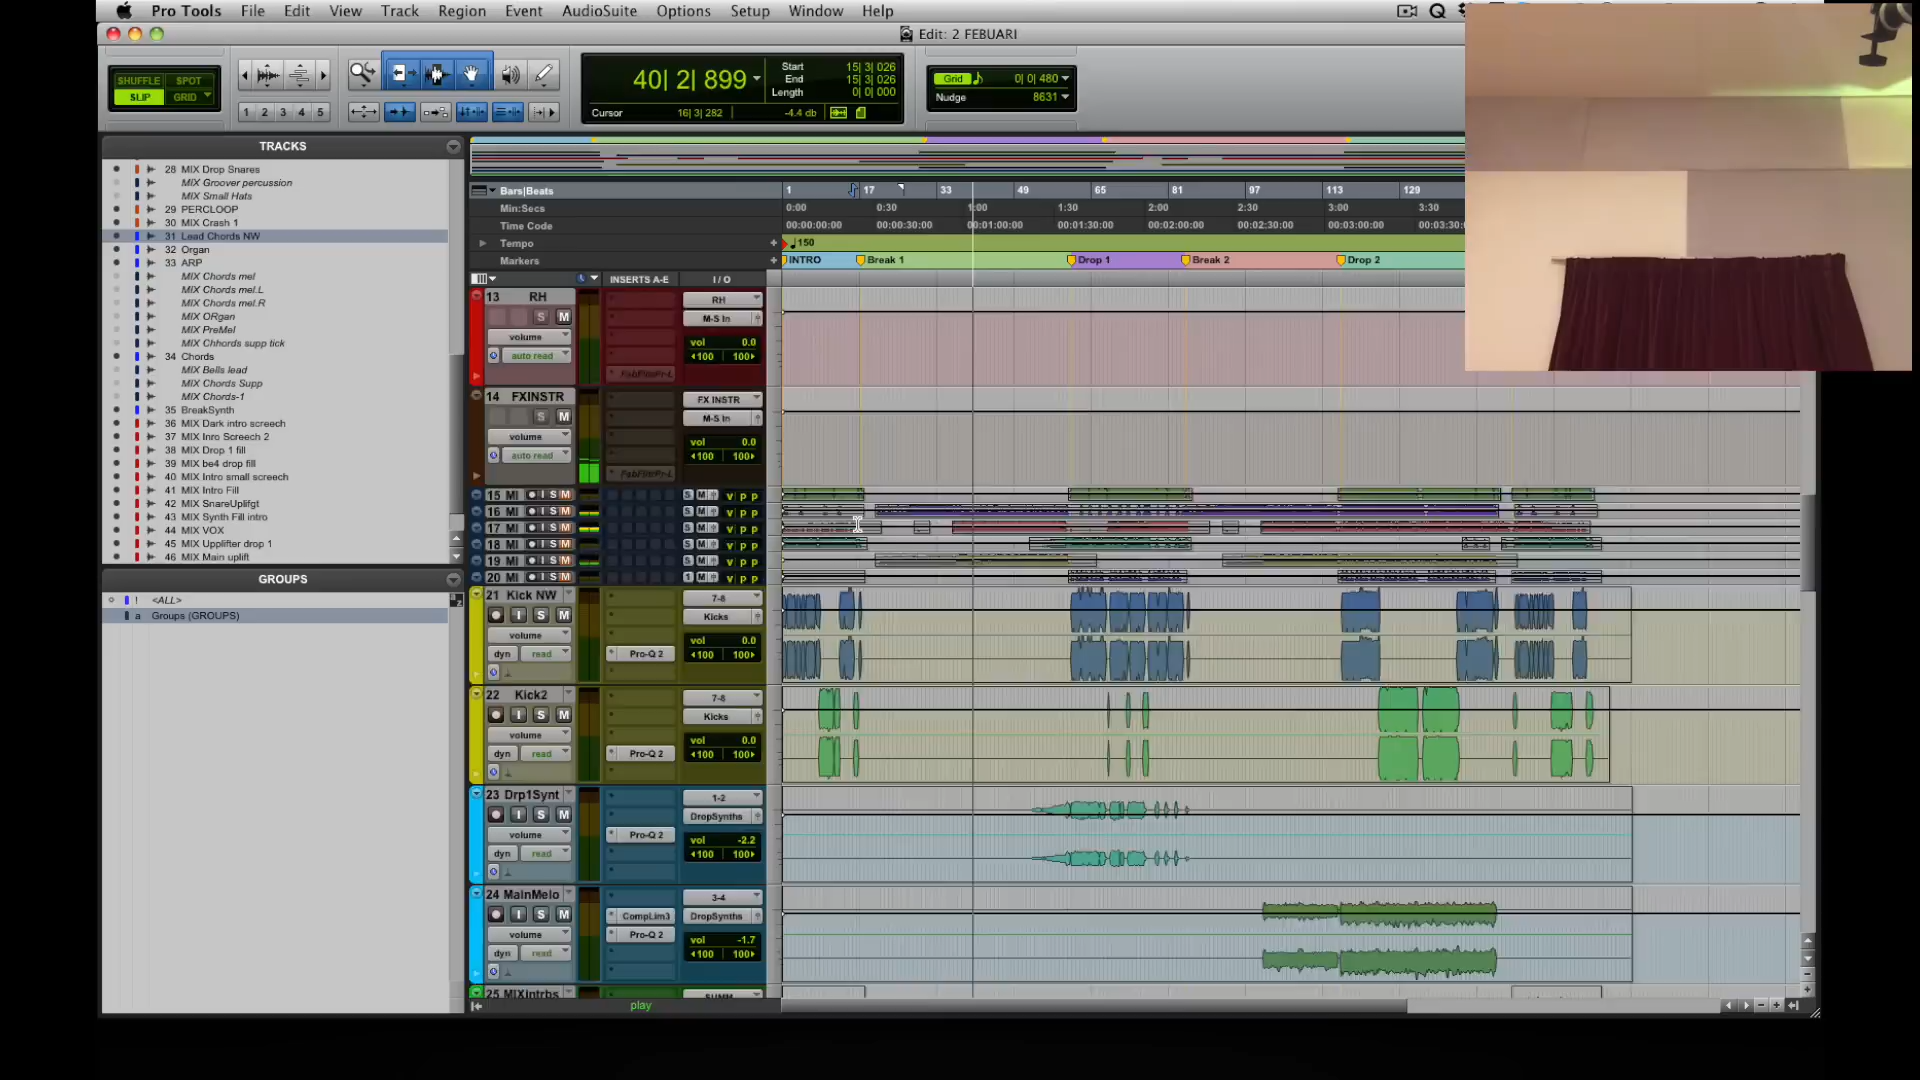 Pro Tools File Edit View Track Region Event AudioSuite Options Setup Window Help
Edit: 2 FEBUARI
SHUFFLE SPOT
SLIP GRID
1 2 3 4 5
40| 2| 899
Start 15| 3| 026
End 15| 3| 026
Length 0| 0| 000
Cursor 16| 3| 282 -4.4 db
Grid 0| 0| 480
Nudge 8631
TRACKS
28 MIX Drop Snares
MIX Groover percussion
MIX Small Hats
29 PERCLOOP
30 MIX Crash 1
31 Lead Chords NW
32 Organ
33 ARP
MIX Chords mel
MIX Chords mel.L
MIX Chords mel.R
MIX ORgan
MIX PreMel
MIX Chhords supp tick
34 Chords
MIX Bells lead
MIX Chords Supp
MIX Chords-1
35 BreakSynth
36 MIX Dark intro screech
37 MIX Inro Screech 2
38 MIX Drop 1 fill
39 MIX be4 drop fill
40 MIX Intro small screech
41 MIX Intro Fill
42 MIX SnareUplifgt
43 MIX Synth Fill intro
44 MIX VOX
45 MIX Upplifter drop 1
46 MIX Main uplift
GROUPS
! <ALL>
a Groups (GROUPS)
Bars|Beats 1 17 33 49 65 81 97 113 129
Min:Secs 0:00 0:30 1:00 1:30 2:00 2:30 3:00 3:30
Time Code 00:00:00:00 00:00:30:00 00:01:00:00 00:01:30:00 00:02:00:00 00:02:30:00 00:03:00:00 00:03:3
Tempo 150
Markers INTRO Break 1 Drop 1 Break 2 Drop 2
INSERTS A-E I / O
13 RH RH
S M M-S In
volume vol 0.0
auto read 100 100
14 FXINSTR FX INSTR
S M M-S In
volume vol 0.0
auto read 100 100
15 MI I S M S M v p p
16 MI I S M S M v p p
17 MI I S M S M v p p
18 MI I S M S M v p p
19 MI I S M S M v p p
20 MI I S M 1 M v p p
21 Kick NW 7-8
I S M Kicks
volume vol 0.0
dyn read Pro-Q 2 100 100
22 Kick2 7-8
I S M Kicks
volume vol 0.0
dyn read Pro-Q 2 100 100
23 Drp1Synt 1-2
I S M DropSynths
volume Pro-Q 2 vol -2.2
dyn read 100 100
24 MainMelo 3-4
I S M CompLim3 DropSynths
volume Pro-Q 2 vol -1.7
dyn read 100 100
25 MIXintrbs
play